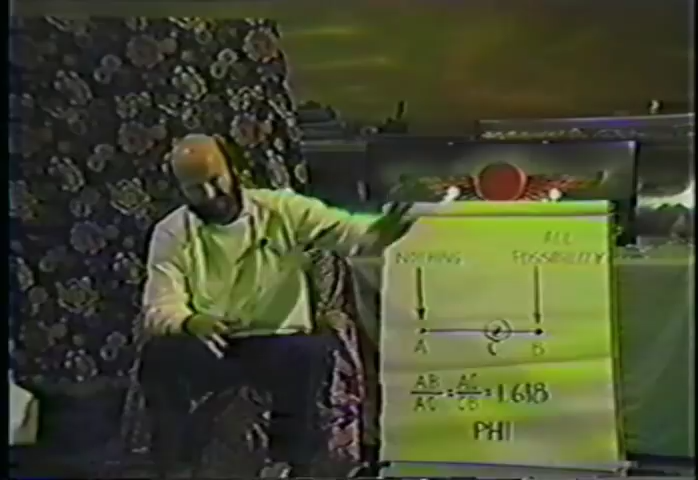 ALL
NOTHING POSSIBILITY
A C B
AB/AC = AC/CB = 1.618
PHI